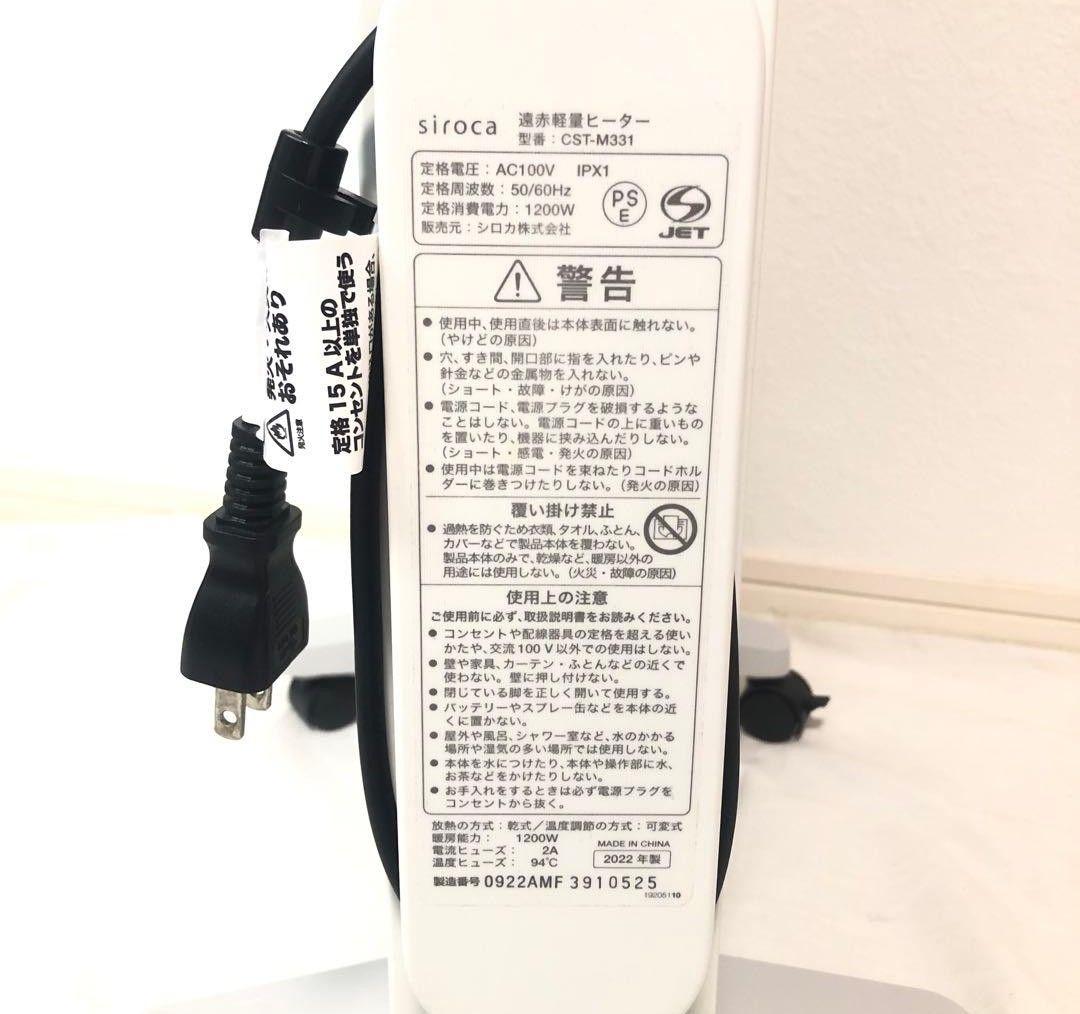 siroca
遠赤軽量ヒーター
型番：CST-M331
定格電圧：AC100V IPX1
定格周波数：50/60Hz
定格消費電力：1200W
販売元：シロカ株式会社
PS
E
JET
警告
● 使用中、使用直後は本体表面に触れない。
（やけどの原因）
● 穴、すき間、開口部に指を入れたり、ピンや
針金などの金属物を入れない。
（ショート・故障・けがの原因）
● 電源コード、電源プラグを破損するような
ことはしない。電源コードの上に重いもの
を置いたり、機器に挟み込んだりしない。
（ショート・感電・発火の原因）
● 使用中は電源コードを束ねたりコードホル
ダーに巻きつけたりしない。（発火の原因）
覆い掛け禁止
● 過熱を防ぐため衣類、タオル、ふとん、
カバーなどで製品本体を覆わない。
製品本体のみで、乾燥など、暖房以外の
用途には使用しない。（火災・故障の原因）
使用上の注意
ご使用前に必ず、取扱説明書をお読みください。
● コンセントや配線器具の定格を超える使い
かたや、交流100V以外での使用はしない。
● 壁や家具、カーテン・ふとんなどの近くで
使わない。壁に押し付けない。
● 閉じている脚を正しく開いて使用する。
● バッテリーやスプレー缶などを本体の近
くに置かない。
● 屋外や風呂、シャワー室など、水のかかる
場所や湿気の多い場所では使用しない。
● 本体を水につけたり、本体や操作部に水、
お茶などをかけたりしない。
● お手入れをするときは必ず電源プラグを
コンセントから抜く。
放熱の方式：乾式／温度調節の方式：可変式
暖房能力： 1200W
電流ヒューズ： 2A
温度ヒューズ： 94℃
MADE IN CHINA
2022 年製
製造番号 0922AMF 3910525
19205110
おそれあり
発火注意
定格15A以上の
コンセントを単独で使う
がある場合、